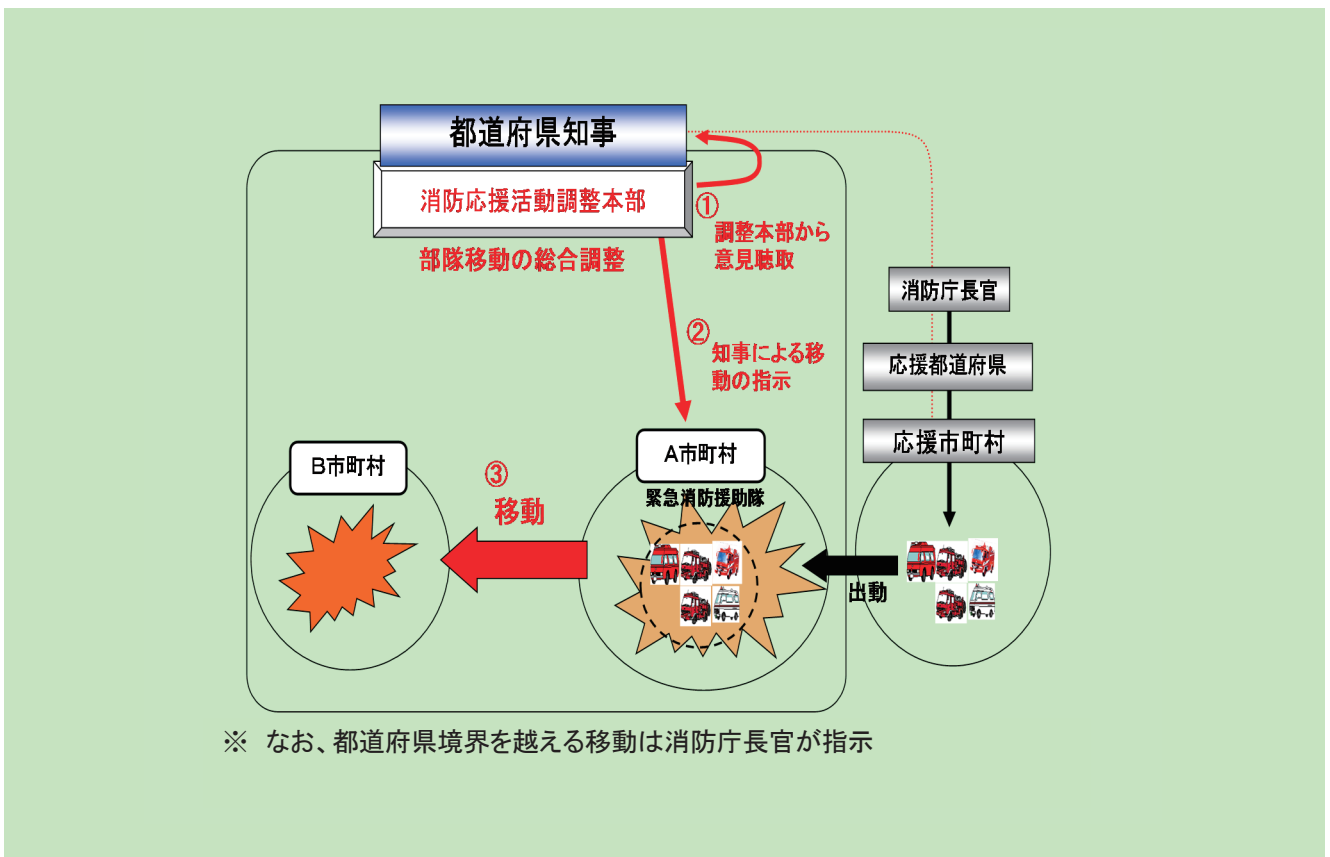 都道府県知事
消防応援活動調整本部
部隊移動の総合調整
①
調整本部から
意見聴取
②
知事による移
動の指示
消防庁長官
応援都道府県
応援市町村
B市町村
③
移動
A市町村
緊急消防援助隊
出動
※ なお、都道府県境界を越える移動は消防庁長官が指示